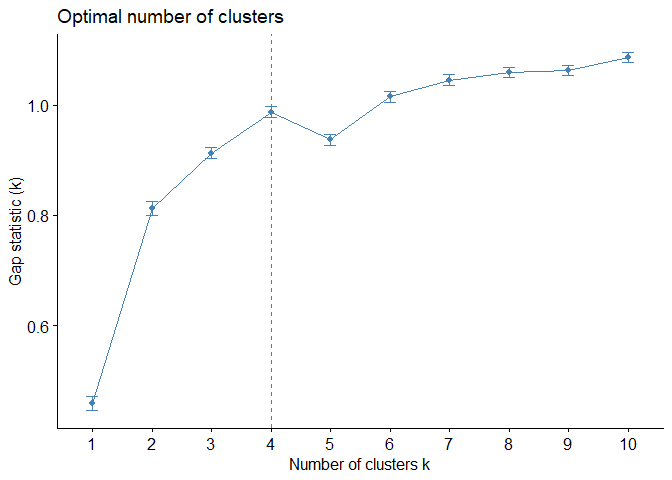 Optimal number of clusters
Gap statistic (k)
1.0
0.8
0.6
1 2 3 4 5 6 7 8 9 10
Number of clusters k